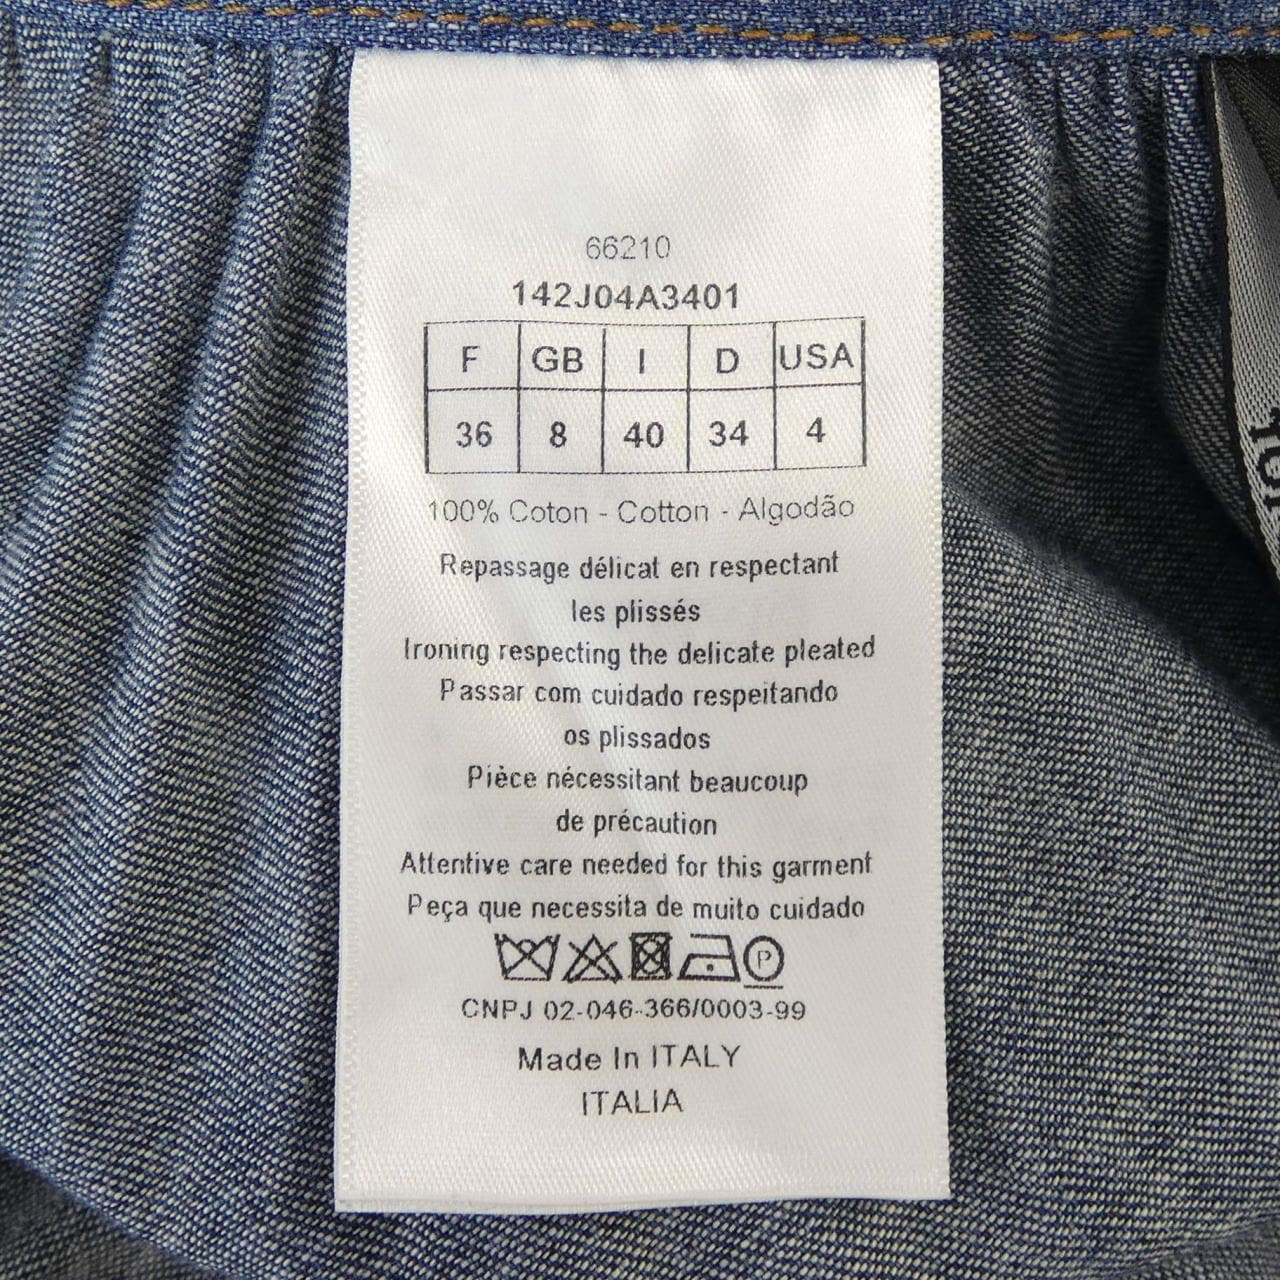 66210
142J04A3401
F GB I D USA
36 8 40 34 4
100% Coton - Cotton - Algodão
Repassage délicat en respectant
les plissés
Ironing respecting the delicate pleated
Passar com cuidado respeitando
os plissados
Pièce nécessitant beaucoup
de précaution
Attentive care needed for this garment
Peça que necessita de muito cuidado
P
CNPJ 02-046-366/0003-99
Made In ITALY
ITALIA